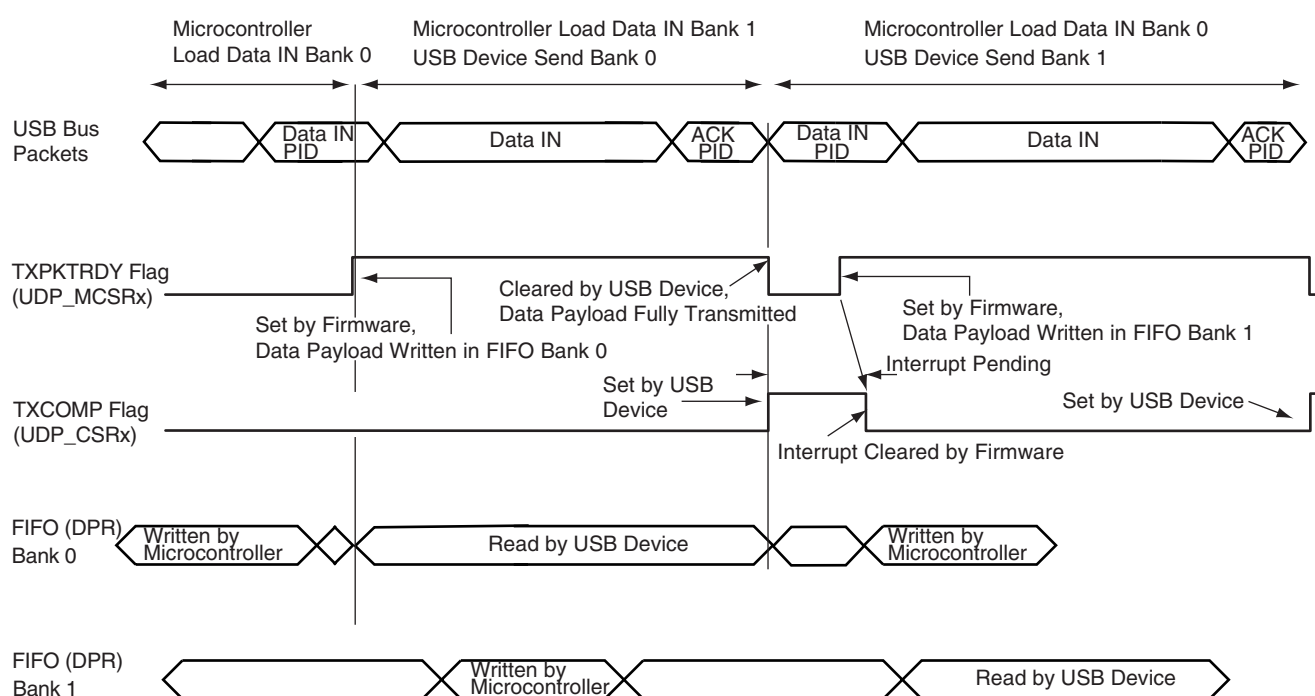 Microcontroller
Load Data IN Bank 0
Microcontroller Load Data IN Bank 1
USB Device Send Bank 0
Microcontroller Load Data IN Bank 0
USB Device Send Bank 1
USB Bus
Packets
Data IN
PID
Data IN
ACK
PID
Data IN
PID
Data IN
ACK
PID
TXPKTRDY Flag
(UDP_MCSRx)
Set by Firmware,
Data Payload Written in FIFO Bank 0
Cleared by USB Device,
Data Payload Fully Transmitted
Set by Firmware,
Data Payload Written in FIFO Bank 1
Interrupt Pending
TXCOMP Flag
(UDP_CSRx)
Set by USB
Device
Set by USB Device
Interrupt Cleared by Firmware
FIFO (DPR)
Bank 0
Written by
Microcontroller
Read by USB Device
Written by
Microcontroller
FIFO (DPR)
Bank 1
Written by
Microcontroller
Read by USB Device